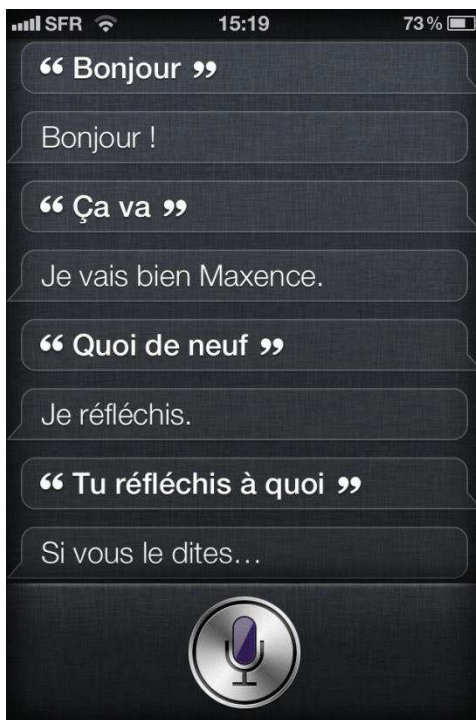 SFR 15:19 73 %
“ Bonjour ”
Bonjour !
“ Ça va ”
Je vais bien Maxence.
“ Quoi de neuf ”
Je réfléchis.
“ Tu réfléchis à quoi ”
Si vous le dites…